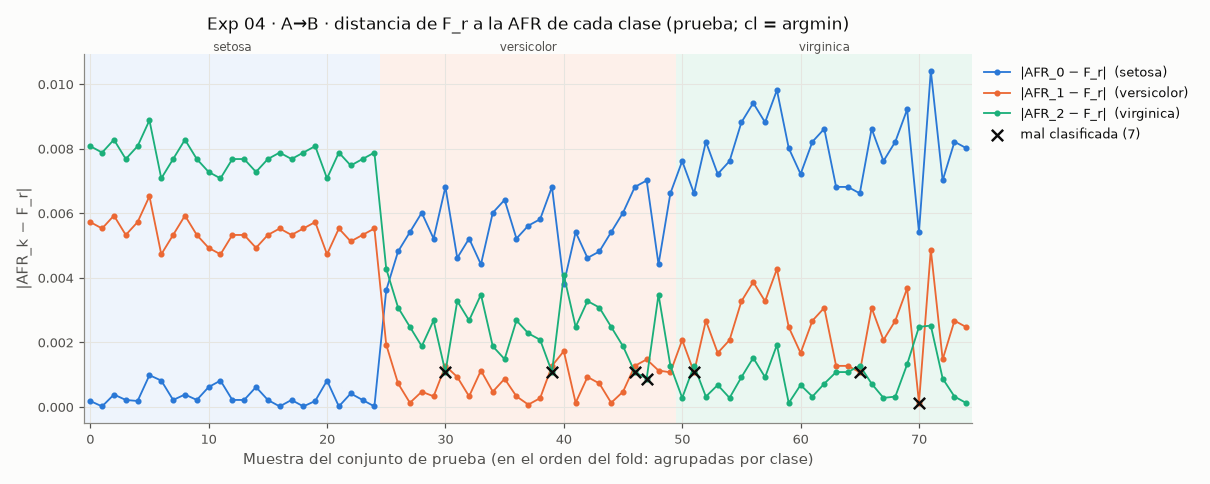 Exp 04 · A→B · distancia de F_r a la AFR de cada clase (prueba; cl = argmin)
setosa
versicolor
virginica
|AFR_0 − F_r| (setosa)
|AFR_1 − F_r| (versicolor)
|AFR_2 − F_r| (virginica)
mal clasificada (7)
|AFR_k − F_r|
0.010
0.008
0.006
0.004
0.002
0.000
0
10
20
30
40
50
60
70
Muestra del conjunto de prueba (en el orden del fold: agrupadas por clase)